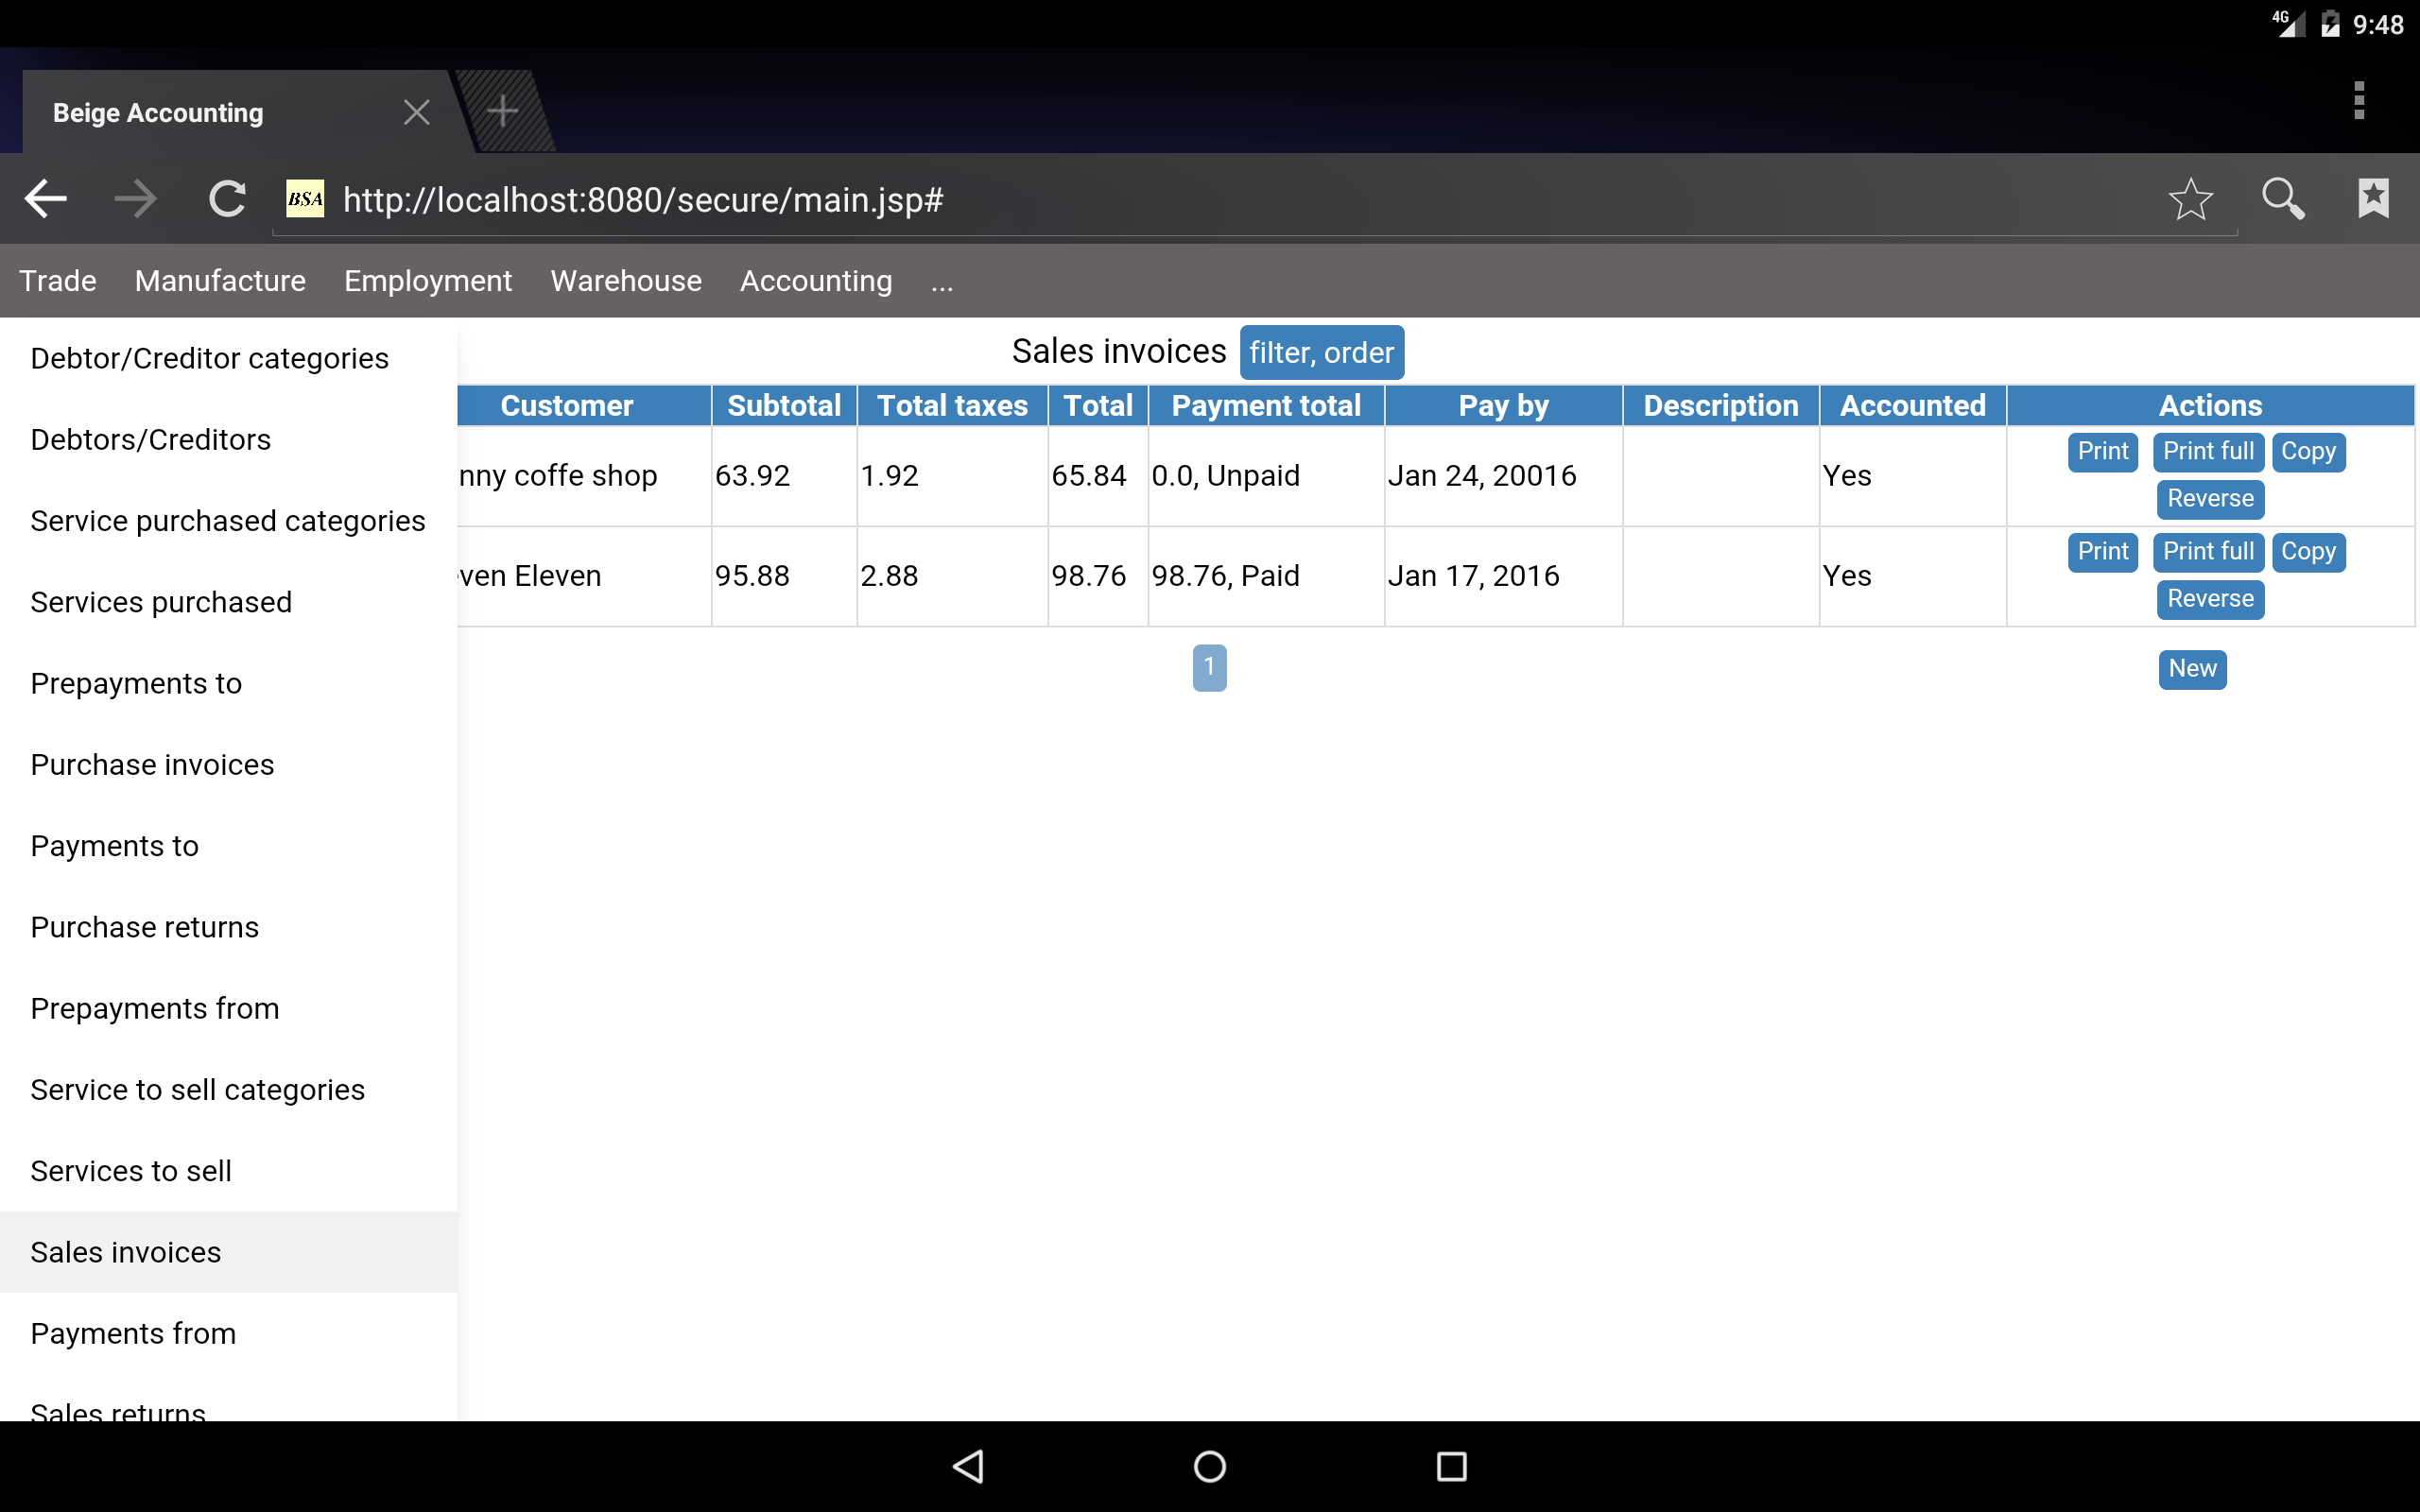 4G 9:48
Beige Accounting
BSA http://localhost:8080/secure/main.jsp#
Trade Manufacture Employment Warehouse Accounting ...
Debtor/Creditor categories
Debtors/Creditors
Service purchased categories
Services purchased
Prepayments to
Purchase invoices
Payments to
Purchase returns
Prepayments from
Service to sell categories
Services to sell
Sales invoices
Payments from
Sales returns
Sales invoices filter, order
Customer Subtotal Total taxes Total Payment total Pay by Description Accounted Actions
nny coffe shop 63.92 1.92 65.84 0.0, Unpaid Jan 24, 20016 Yes Print Print full Copy
Reverse
ven Eleven 95.88 2.88 98.76 98.76, Paid Jan 17, 2016 Yes Print Print full Copy
Reverse
1 New